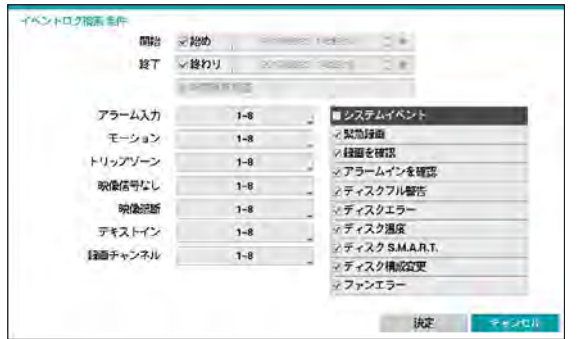 イベントログ検索条件
開始 始め
終了 終わり
アラーム入力 1~8
モーション 1~8
トリップゾーン 1~8
映像信号なし 1~8
映像診断 1~8
テキストイン 1~8
録画チャンネル 1~8
システムイベント
緊急録画
録画を確認
アラームインを確認
ディスクフル警告
ディスクエラー
ディスク温度
ディスク S.M.A.R.T.
ディスク構成変更
ファンエラー
決定 キャンセル